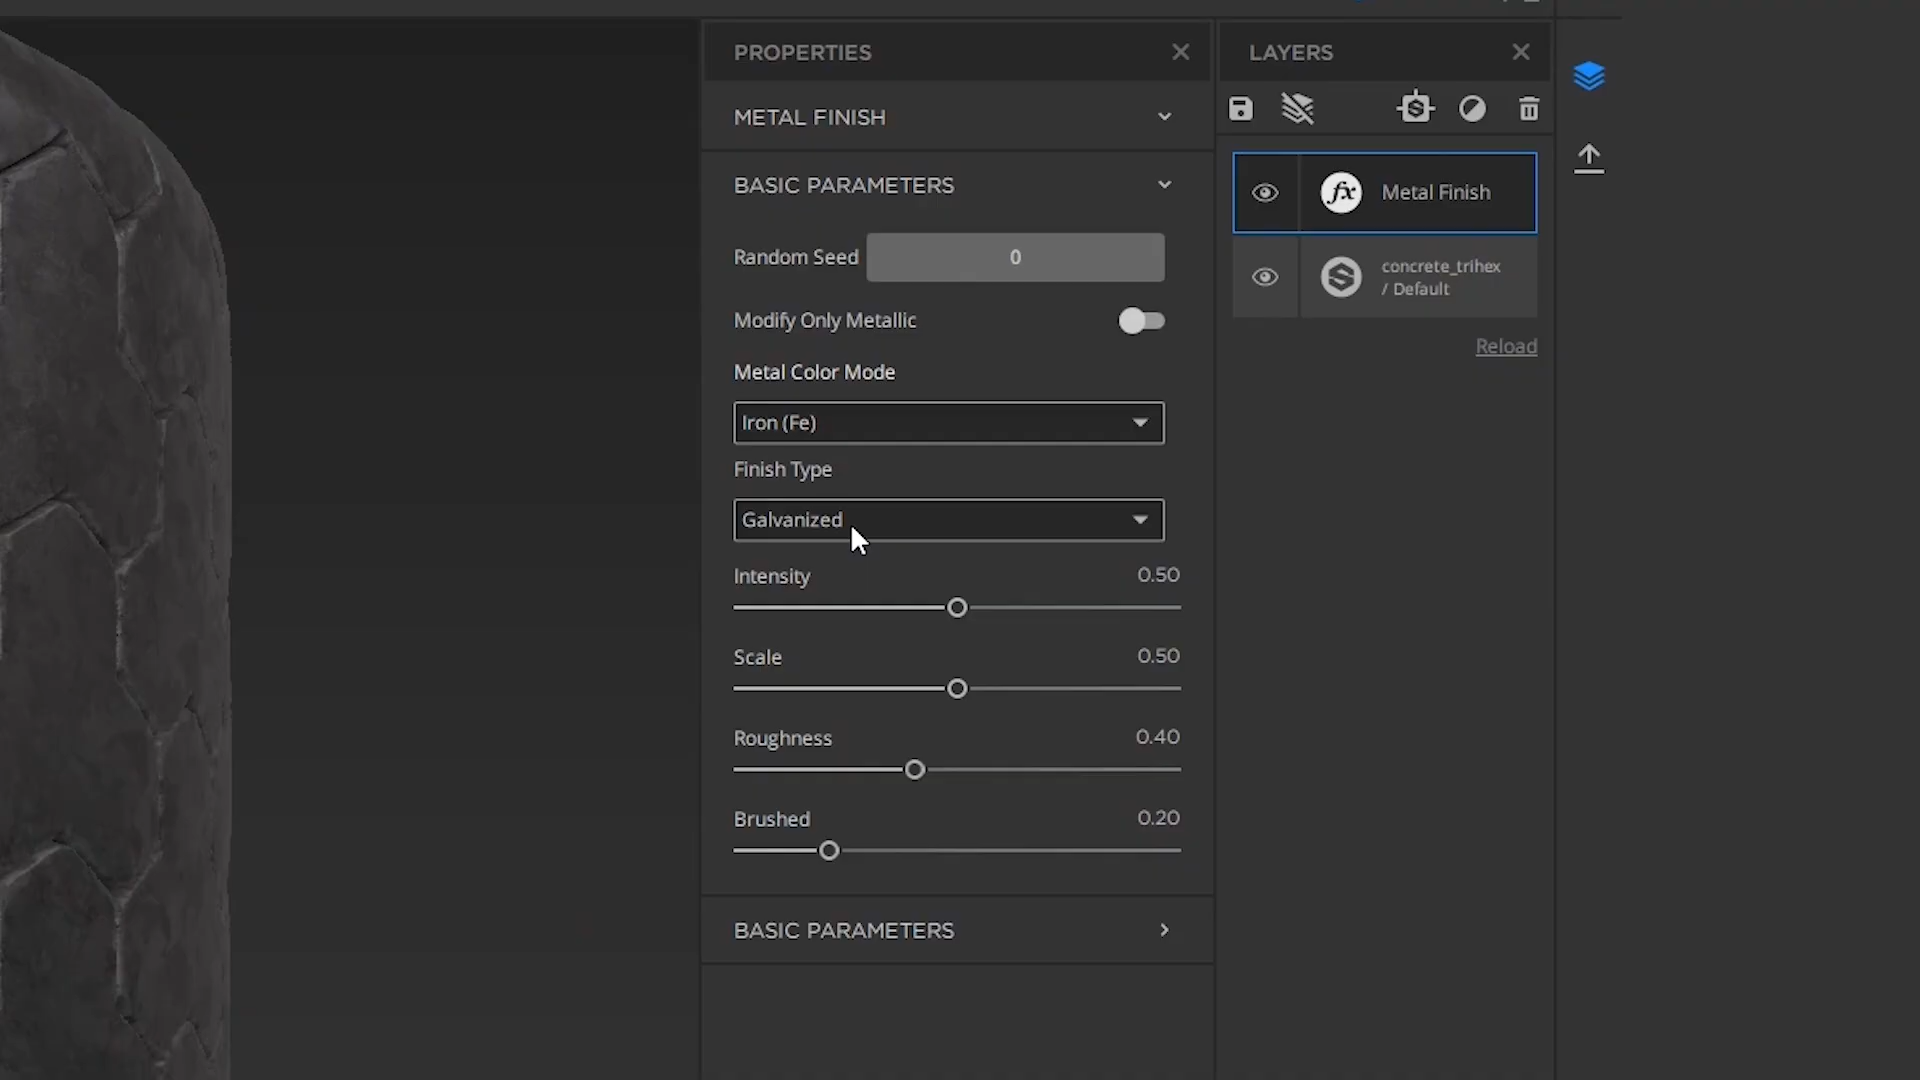 PROPERTIES
METAL FINISH
BASIC PARAMETERS
Random Seed 0
Modify Only Metallic
Metal Color Mode
Iron (Fe)
Finish Type
Galvanized
Intensity 0.50
Scale 0.50
Roughness 0.40
Brushed 0.20
BASIC PARAMETERS
LAYERS
fx Metal Finish
concrete_trihex
/ Default
Reload